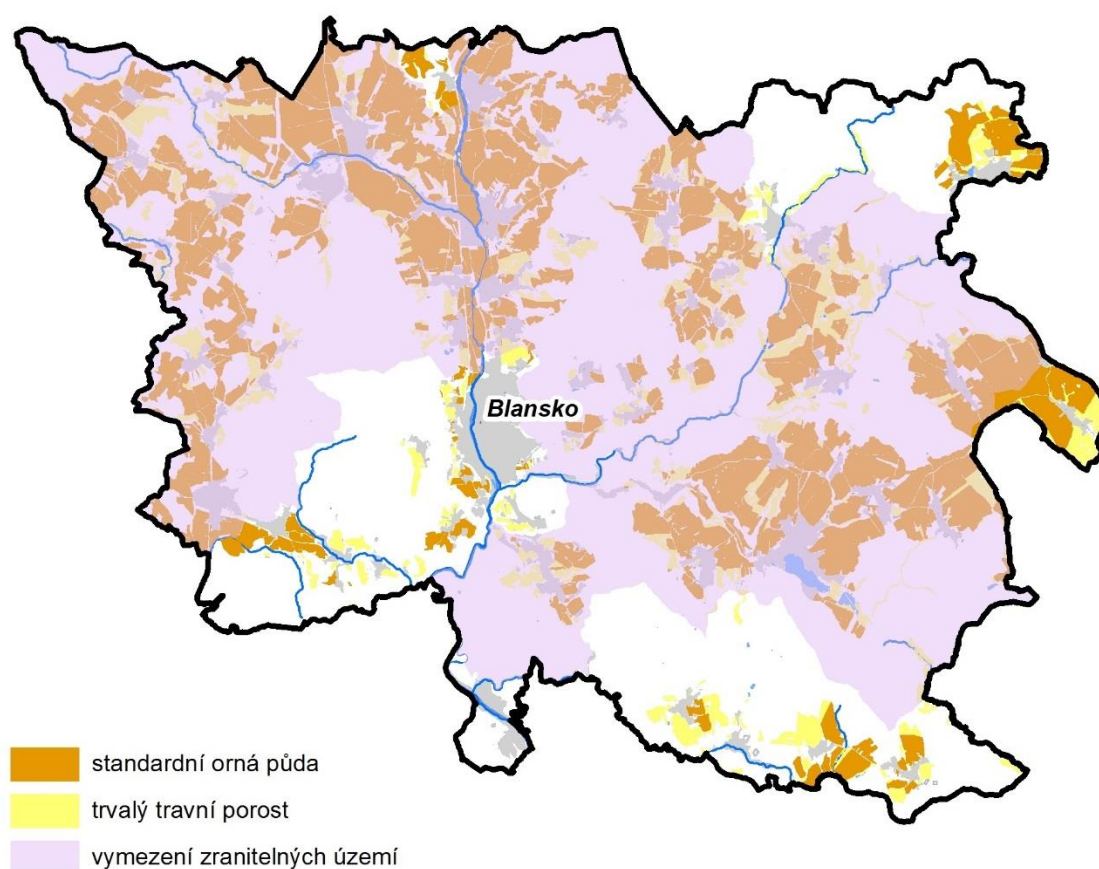 Blansko
standardní orná půda
trvalý travní porost
vymezení zranitelných území